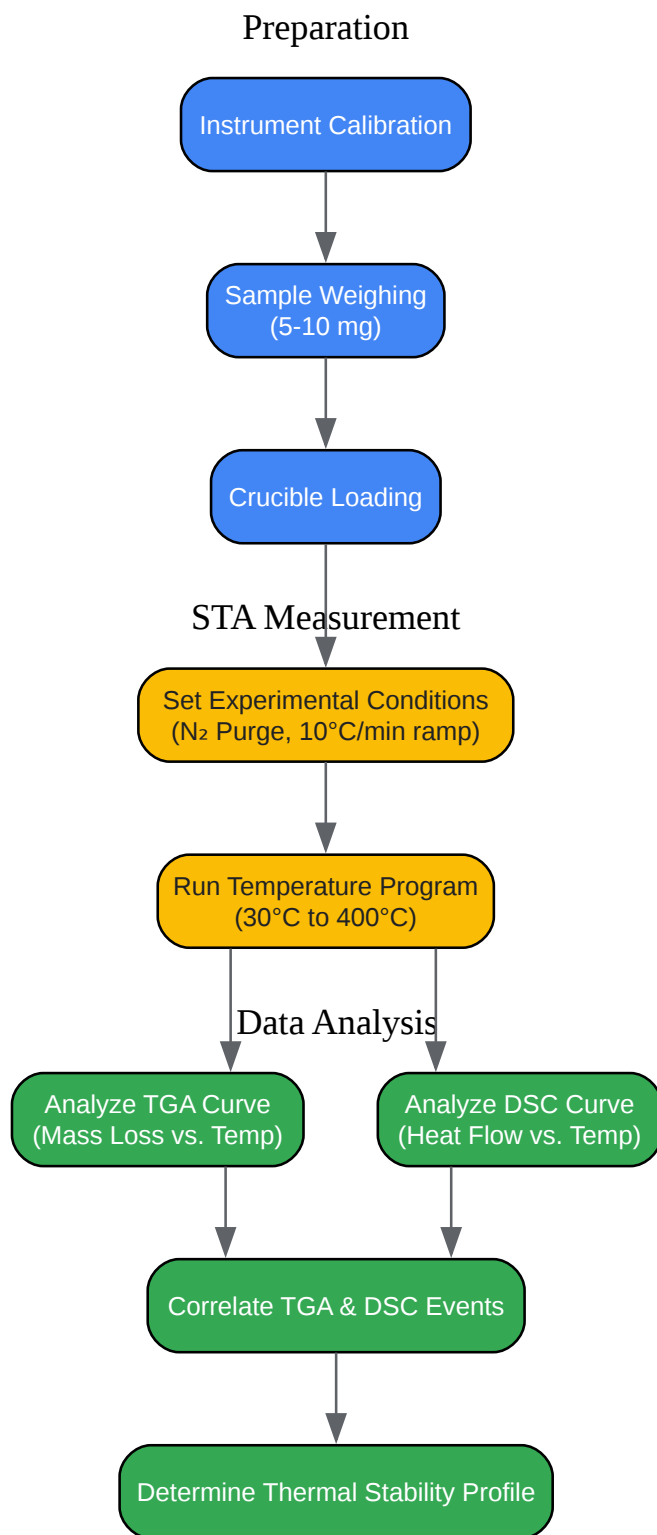 Preparation
Instrument Calibration
Sample Weighing
(5-10 mg)
Crucible Loading
STA Measurement
Set Experimental Conditions
(N₂ Purge, 10°C/min ramp)
Run Temperature Program
(30°C to 400°C)
Data Analysis
Analyze TGA Curve
(Mass Loss vs. Temp)
Analyze DSC Curve
(Heat Flow vs. Temp)
Correlate TGA & DSC Events
Determine Thermal Stability Profile